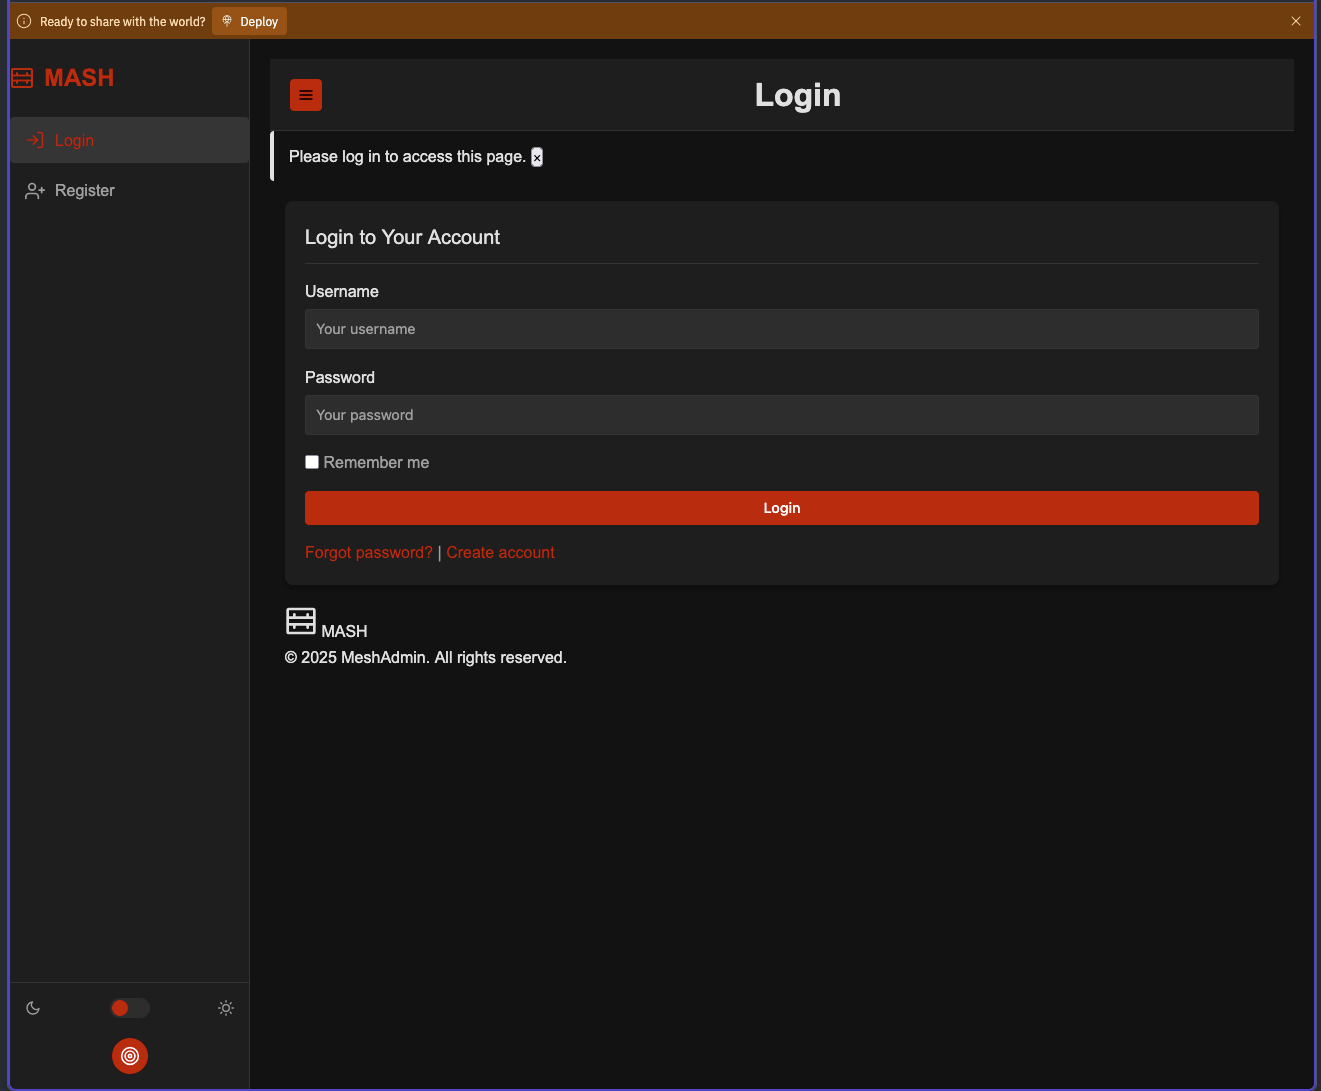 Ready to share with the world? Deploy
MASH
Login
Register
Login
Please log in to access this page. ×
Login to Your Account
Username
Your username
Password
Your password
Remember me
Login
Forgot password? | Create account
MASH
© 2025 MeshAdmin. All rights reserved.